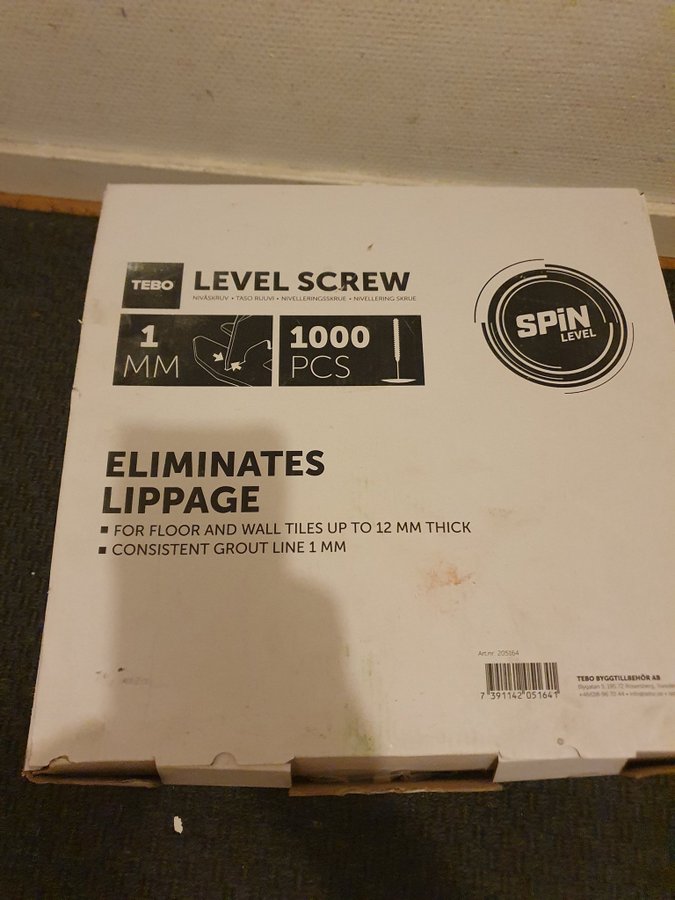 TEBO
LEVEL SCREW
NIVÅSKRUV • TASO RUUVI • NIVELLERINGSSKRUE • NIVELLERING SKRUE
1
MM
1000
PCS
SPiN
LEVEL
ELIMINATES
LIPPAGE
FOR FLOOR AND WALL TILES UP TO 12 MM THICK
CONSISTENT GROUT LINE 1 MM
Art.nr 205164
7 391142 051641
TEBO BYGGTILLBEHÖR AB